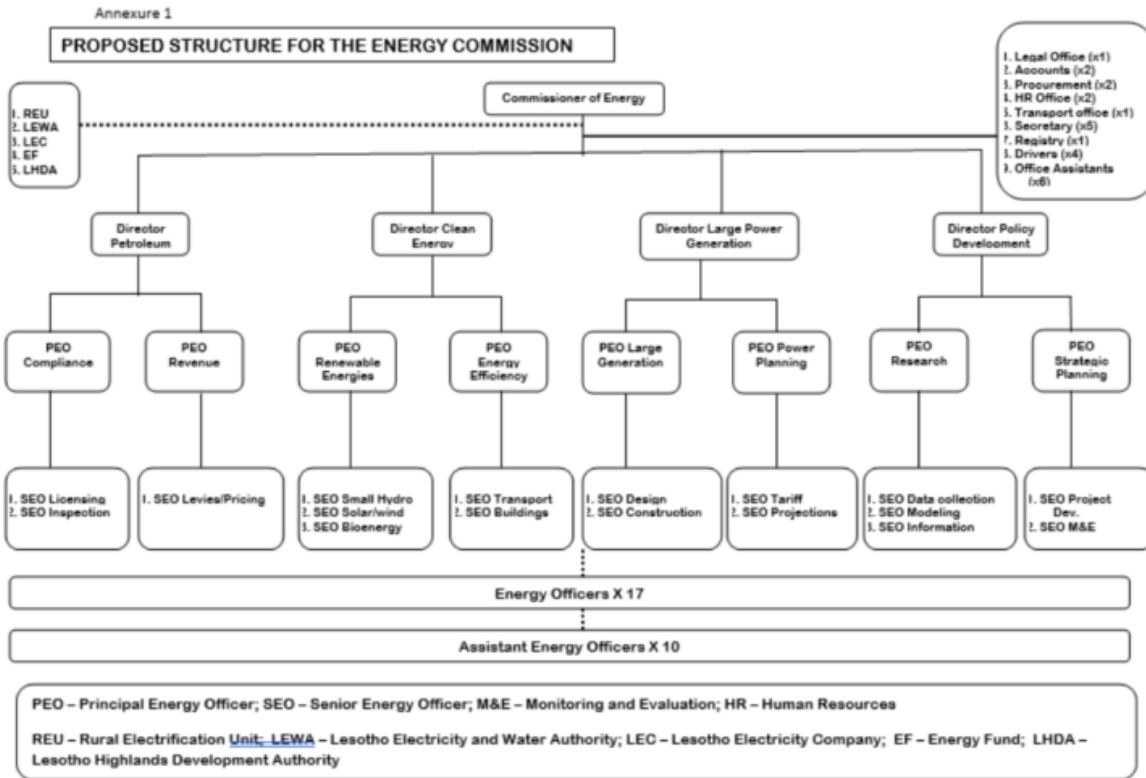 Annexure 1
PROPOSED STRUCTURE FOR THE ENERGY COMMISSION
1. REU
2. LEWA
3. LEC
4. EF
5. LHDA
Commissioner of Energy
1. Legal Office (x1)
2. Accounts (x2)
3. Procurement (x2)
4. HR Office (x2)
5. Transport office (x1)
6. Secretary (x5)
7. Registry (x1)
8. Drivers (x4)
9. Office Assistants
(x6)
Director
Petroleum
Director Clean
Energy
Director Large Power
Generation
Director Policy
Development
PEO
Compliance
PEO
Revenue
PEO
Renewable
Energies
PEO
Energy
Efficiency
PEO Large
Generation
PEO Power
Planning
PEO
Research
PEO
Strategic
Planning
1. SEO Licensing
2. SEO Inspection
1. SEO Levies/Pricing
1. SEO Small Hydro
2. SEO Solar/wind
3. SEO Bioenergy
1. SEO Transport
2. SEO Buildings
1. SEO Design
2. SEO Construction
1. SEO Tariff
2. SEO Projections
1. SEO Data collection
2. SEO Modeling
3. SEO Information
1. SEO Project
Dev.
2. SEO M&E
Energy Officers X 17
Assistant Energy Officers X 10
PEO – Principal Energy Officer; SEO – Senior Energy Officer; M&E – Monitoring and Evaluation; HR – Human Resources
REU – Rural Electrification Unit; LEWA – Lesotho Electricity and Water Authority; LEC – Lesotho Electricity Company; EF – Energy Fund; LHDA –
Lesotho Highlands Development Authority